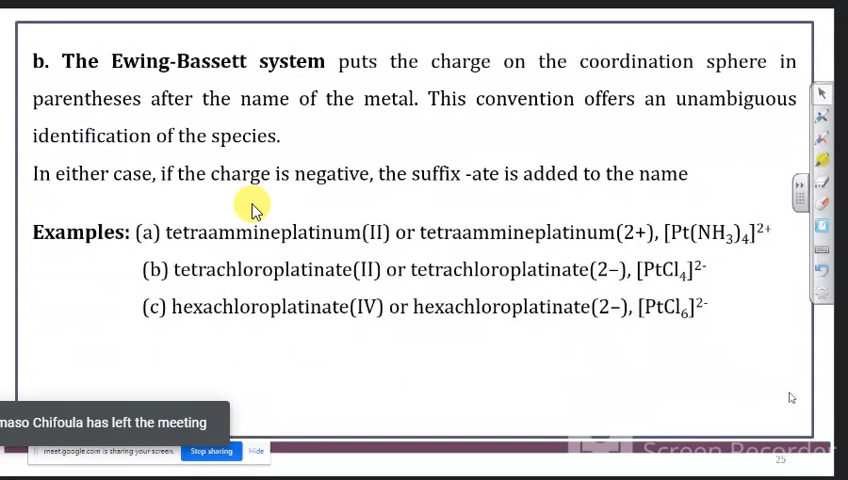 b. The Ewing-Bassett system puts the charge on the coordination sphere in
parentheses after the name of the metal. This convention offers an unambiguous
identification of the species.
In either case, if the charge is negative, the suffix -ate is added to the name
Examples: (a) tetraammineplatinum(II) or tetraammineplatinum(2+), [Pt(NH₃)₄]²⁺
(b) tetrachloroplatinate(II) or tetrachloroplatinate(2−), [PtCl₄]²⁻
(c) hexachloroplatinate(IV) or hexachloroplatinate(2−), [PtCl₆]²⁻
maso Chifoula has left the meeting
meet.google.com is sharing your screen. Stop sharing Hide
Screen Recorder
25